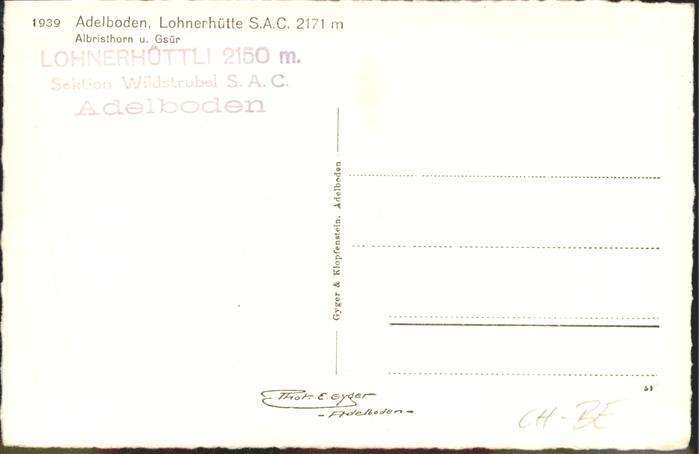 1939 Adelboden, Lohnerhütte S.A.C. 2171 m
Albristhorn u. Gsür
LOHNERHÜTTLI 2150 m.
Sektion Wildstrubel S. A. C.
Adelboden
Gyger & Klopfenstein, Adelboden
51
Phot. E. Gyger
- Adelboden -
CH-BE